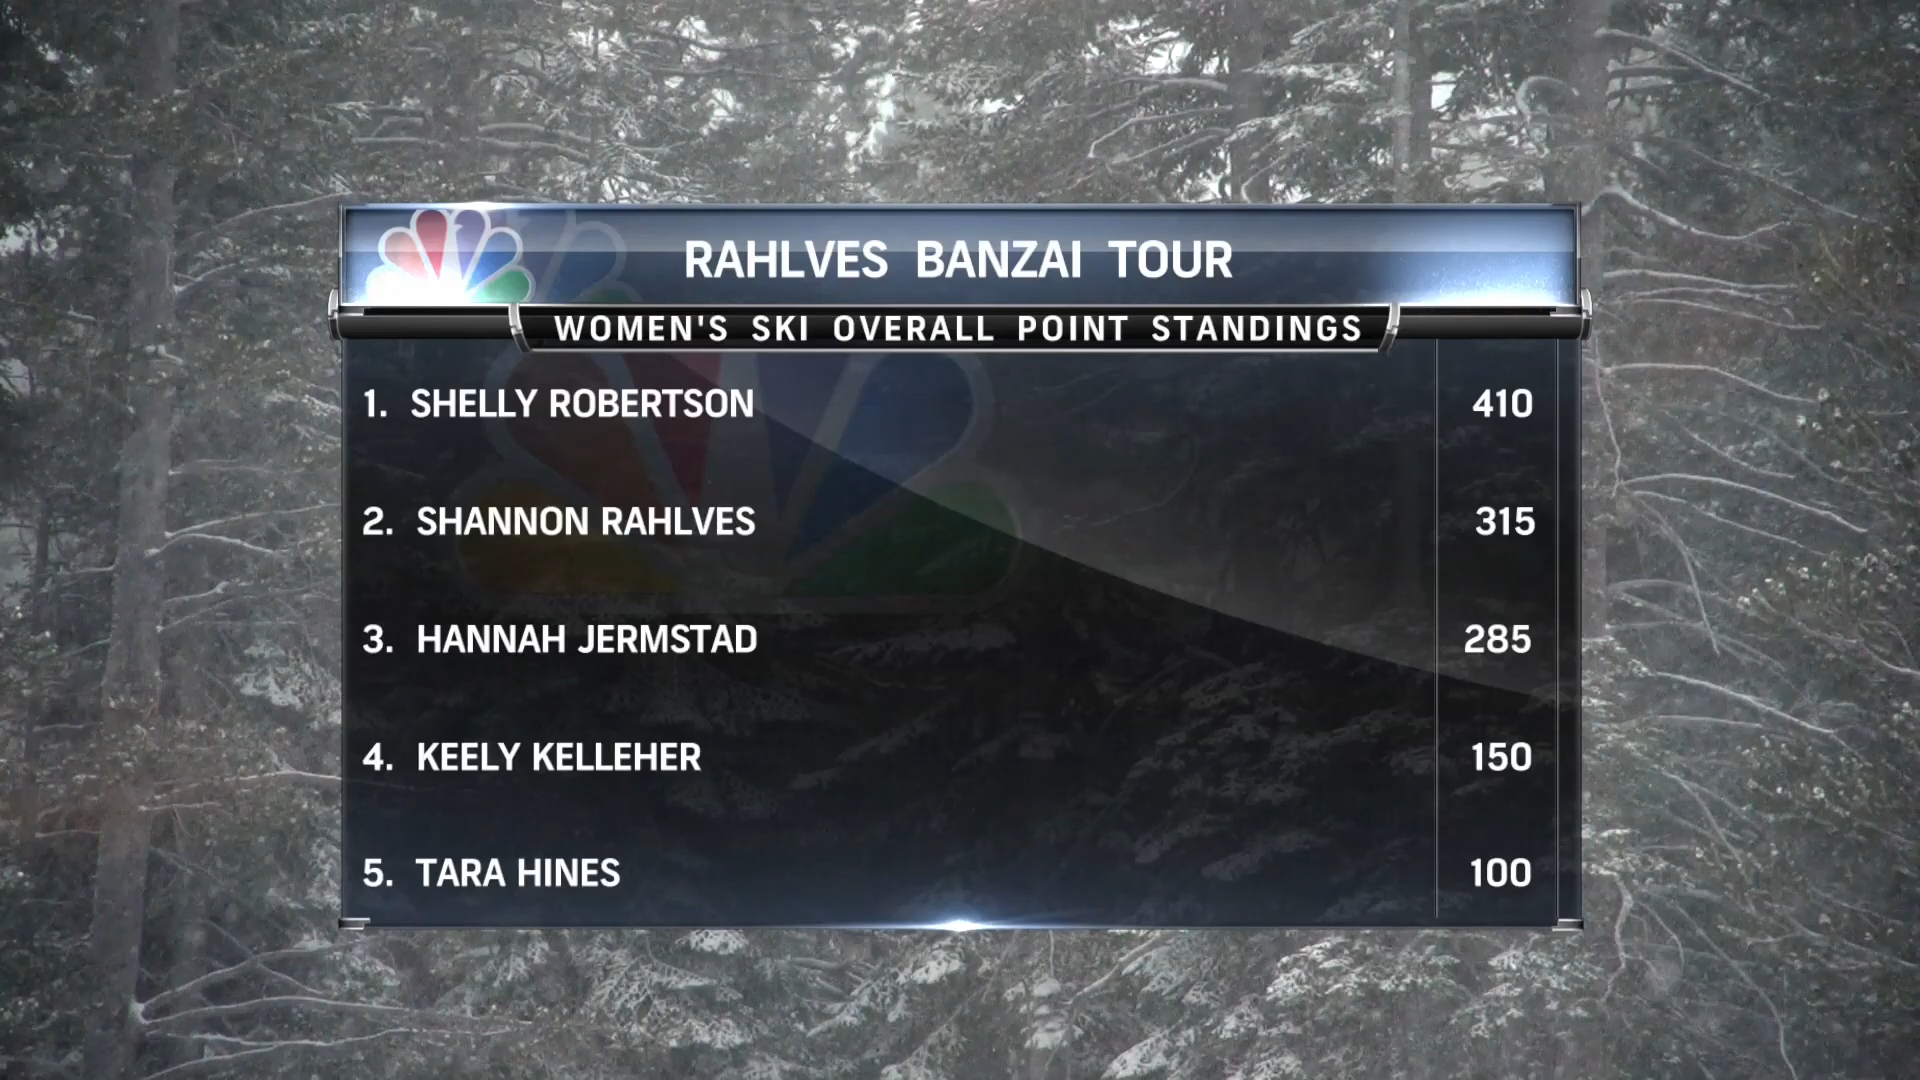 RAHLVES BANZAI TOUR
WOMEN'S SKI OVERALL POINT STANDINGS
1. SHELLY ROBERTSON 410
2. SHANNON RAHLVES 315
3. HANNAH JERMSTAD 285
4. KEELY KELLEHER 150
5. TARA HINES 100